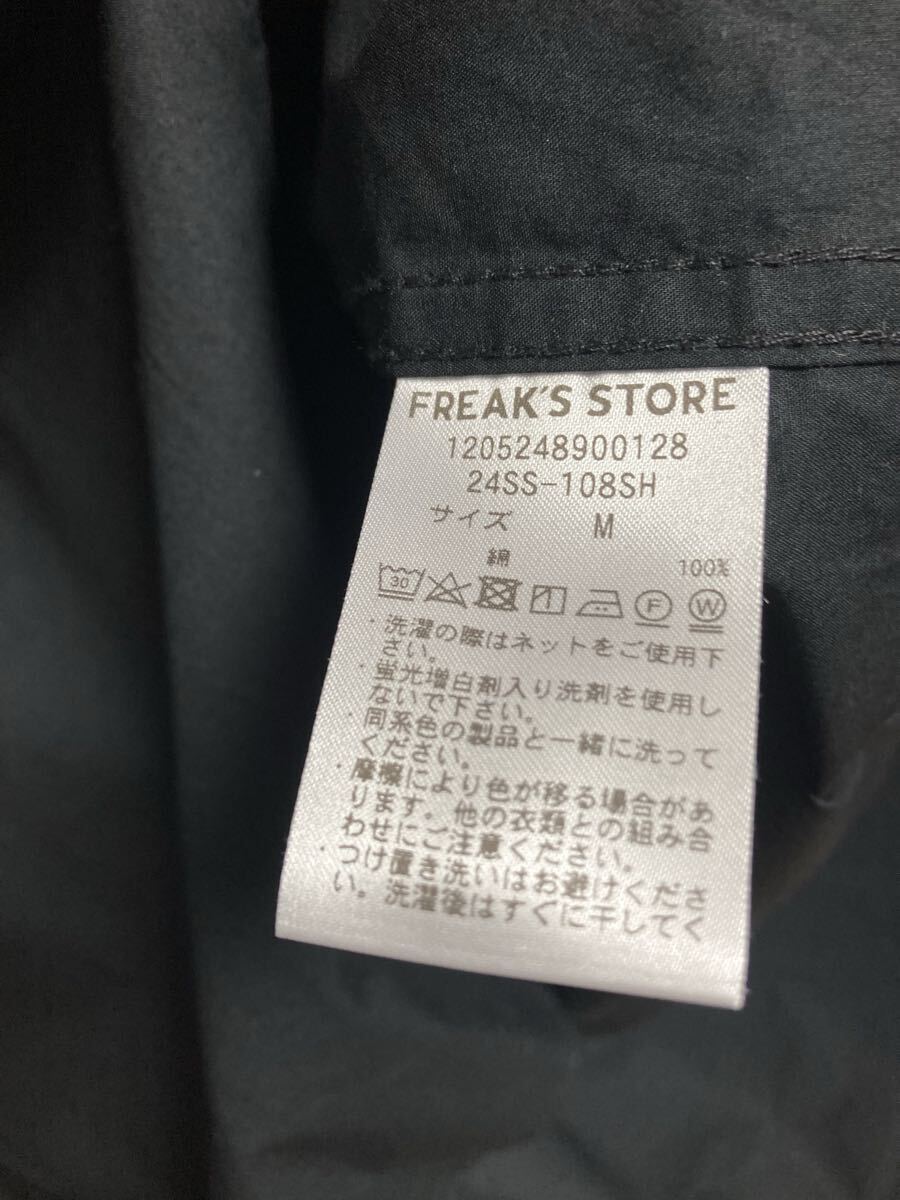 FREAK'S STORE
1205248900128
24SS-108SH
サイズ M
綿 100%
30 F W
・洗濯の際はネットをご使用下
さい。
・蛍光増白剤入り洗剤を使用し
ないで下さい。
・同系色の製品と一緒に洗って
ください。
・摩擦により色が移る場合があ
ります。他の衣類との組み合
わせにご注意ください。
・つけ置き洗いはお避けくださ
い。洗濯後はすぐに干してく